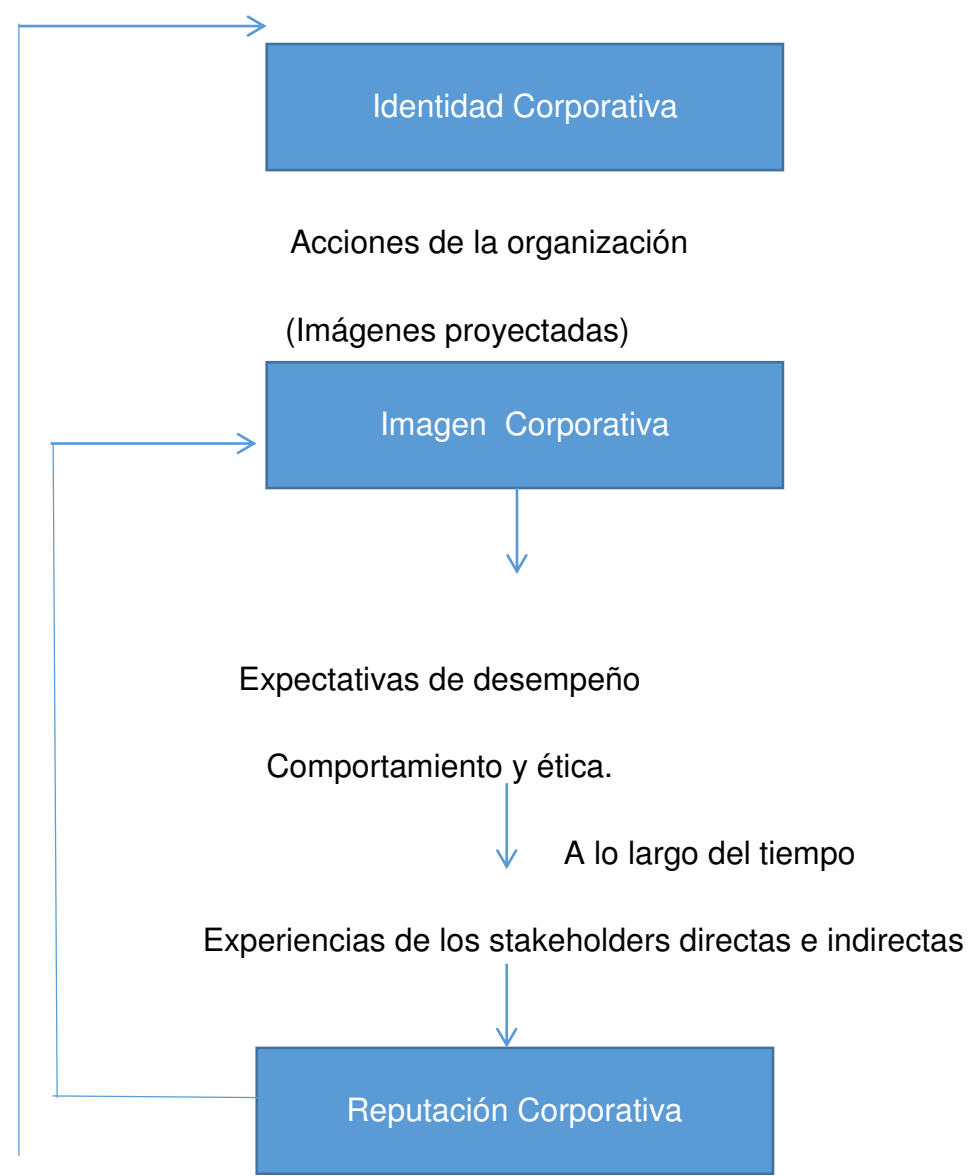 Identidad Corporativa
Acciones de la organización
(Imágenes proyectadas)
Imagen Corporativa
Expectativas de desempeño
Comportamiento y ética.
A lo largo del tiempo
Experiencias de los stakeholders directas e indirectas
Reputación Corporativa